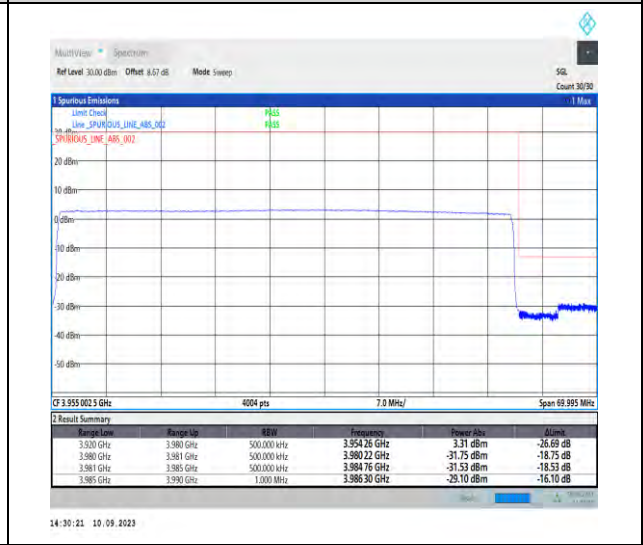 MultiView Spectrum
Ref Level 30.00 dBm Offset 8.67 dB Mode Sweep SGL
Count 30/30
1 Spurious Emissions 1 Max
Limit Check PASS
Line _SPURIOUS_LINE_ABS_002 PASS
30 dBm
_SPURIOUS_LINE_ABS_002
20 dBm
10 dBm
0 dBm
-10 dBm
-20 dBm
-30 dBm
-40 dBm
-50 dBm
CF 3.955 002 5 GHz 4004 pts 7.0 MHz/ Span 69.995 MHz
2 Result Summary
Range Low Range Up RBW Frequency Power Abs ΔLimit
3.920 GHz 3.980 GHz 500.000 kHz 3.954 26 GHz 3.31 dBm -26.69 dB
3.980 GHz 3.981 GHz 500.000 kHz 3.980 22 GHz -31.75 dBm -18.75 dB
3.981 GHz 3.985 GHz 500.000 kHz 3.984 76 GHz -31.53 dBm -18.53 dB
3.985 GHz 3.990 GHz 1.000 MHz 3.986 30 GHz -29.10 dBm -16.10 dB
14:30:21 10.09.2023